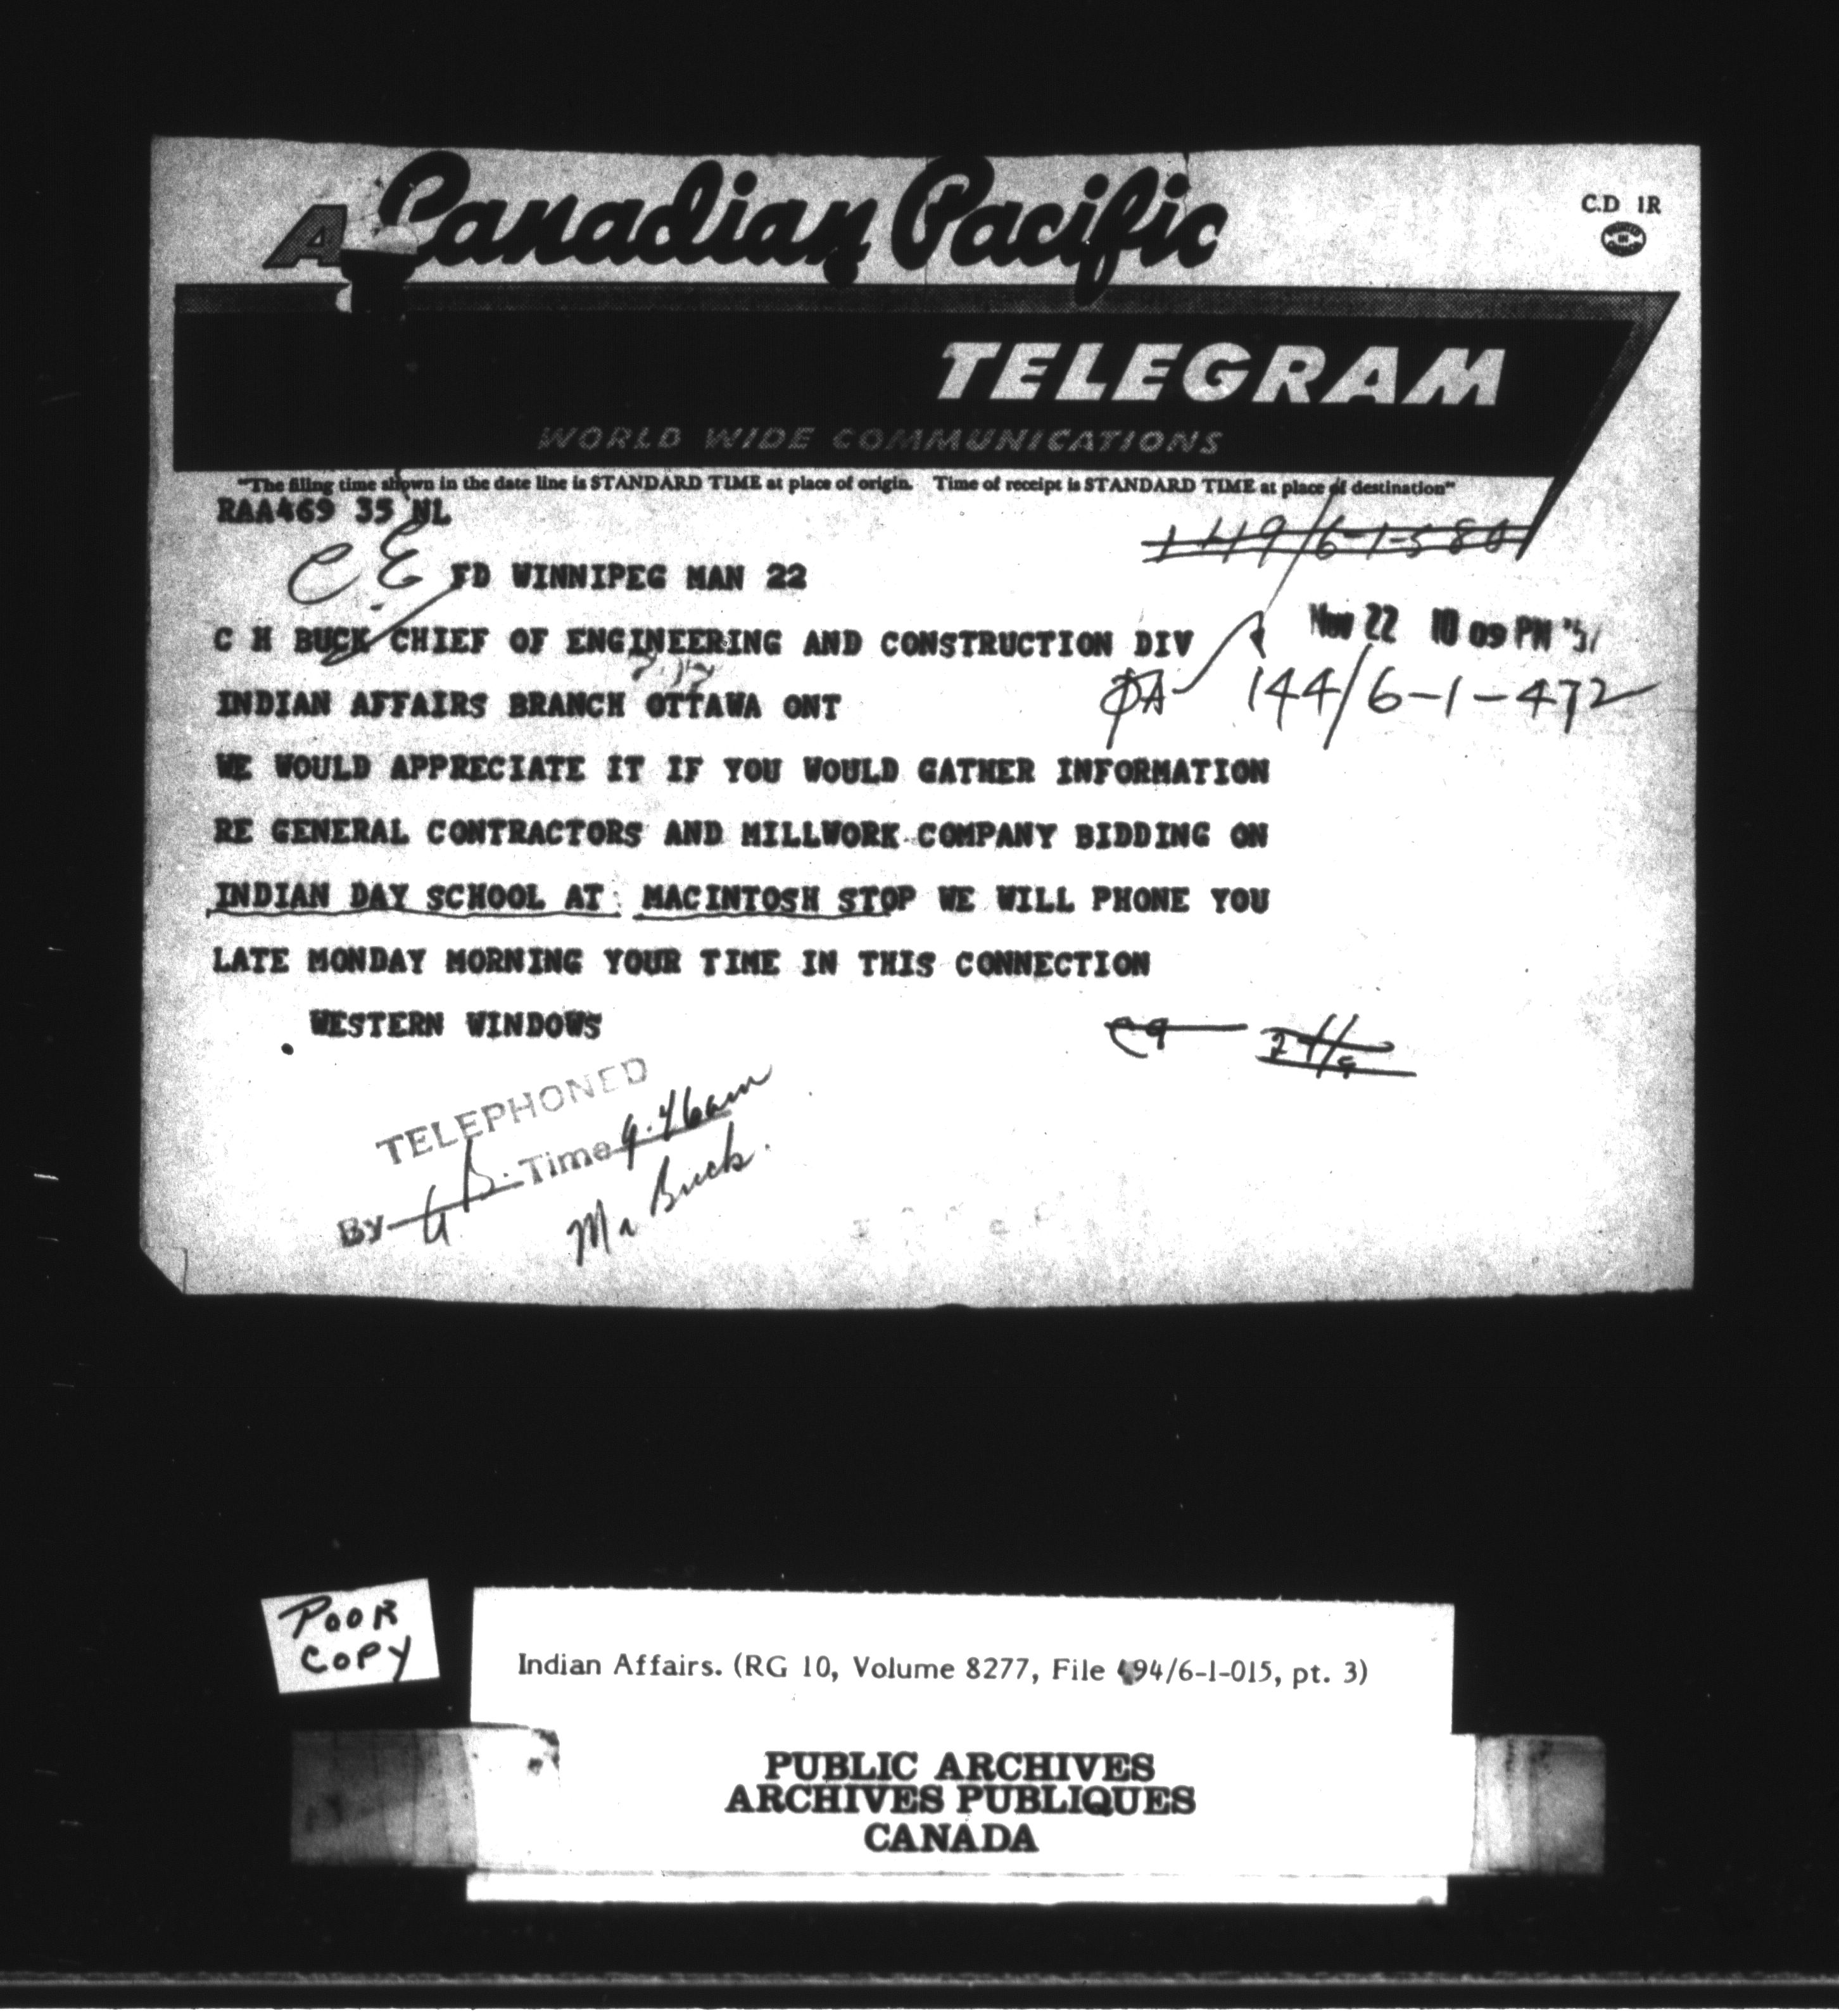 A Canadian Pacific
C.D 1R
TELEGRAM
WORLD WIDE COMMUNICATIONS
"The filing time shown in the date line is STANDARD TIME at place of origin. Time of receipt is STANDARD TIME at place of destination"
RAA469 35 NL
C.E FD WINNIPEG MAN 22
Nov 22 10 09 PM
C H BUCK CHIEF OF ENGINEERING AND CONSTRUCTION DIV
INDIAN AFFAIRS BRANCH OTTAWA ONT
144/6-1-472
WE WOULD APPRECIATE IT IF YOU WOULD GATHER INFORMATION
RE GENERAL CONTRACTORS AND MILLWORK COMPANY BIDDING ON
INDIAN DAY SCHOOL AT MACINTOSH STOP WE WILL PHONE YOU
LATE MONDAY MORNING YOUR TIME IN THIS CONNECTION
WESTERN WINDOWS
TELEPHONED
By Time 9.46am
Mr Buck.
POOR
COPY
Indian Affairs. (RG 10, Volume 8277, File 494/6-1-015, pt. 3)
PUBLIC ARCHIVES
ARCHIVES PUBLIQUES
CANADA